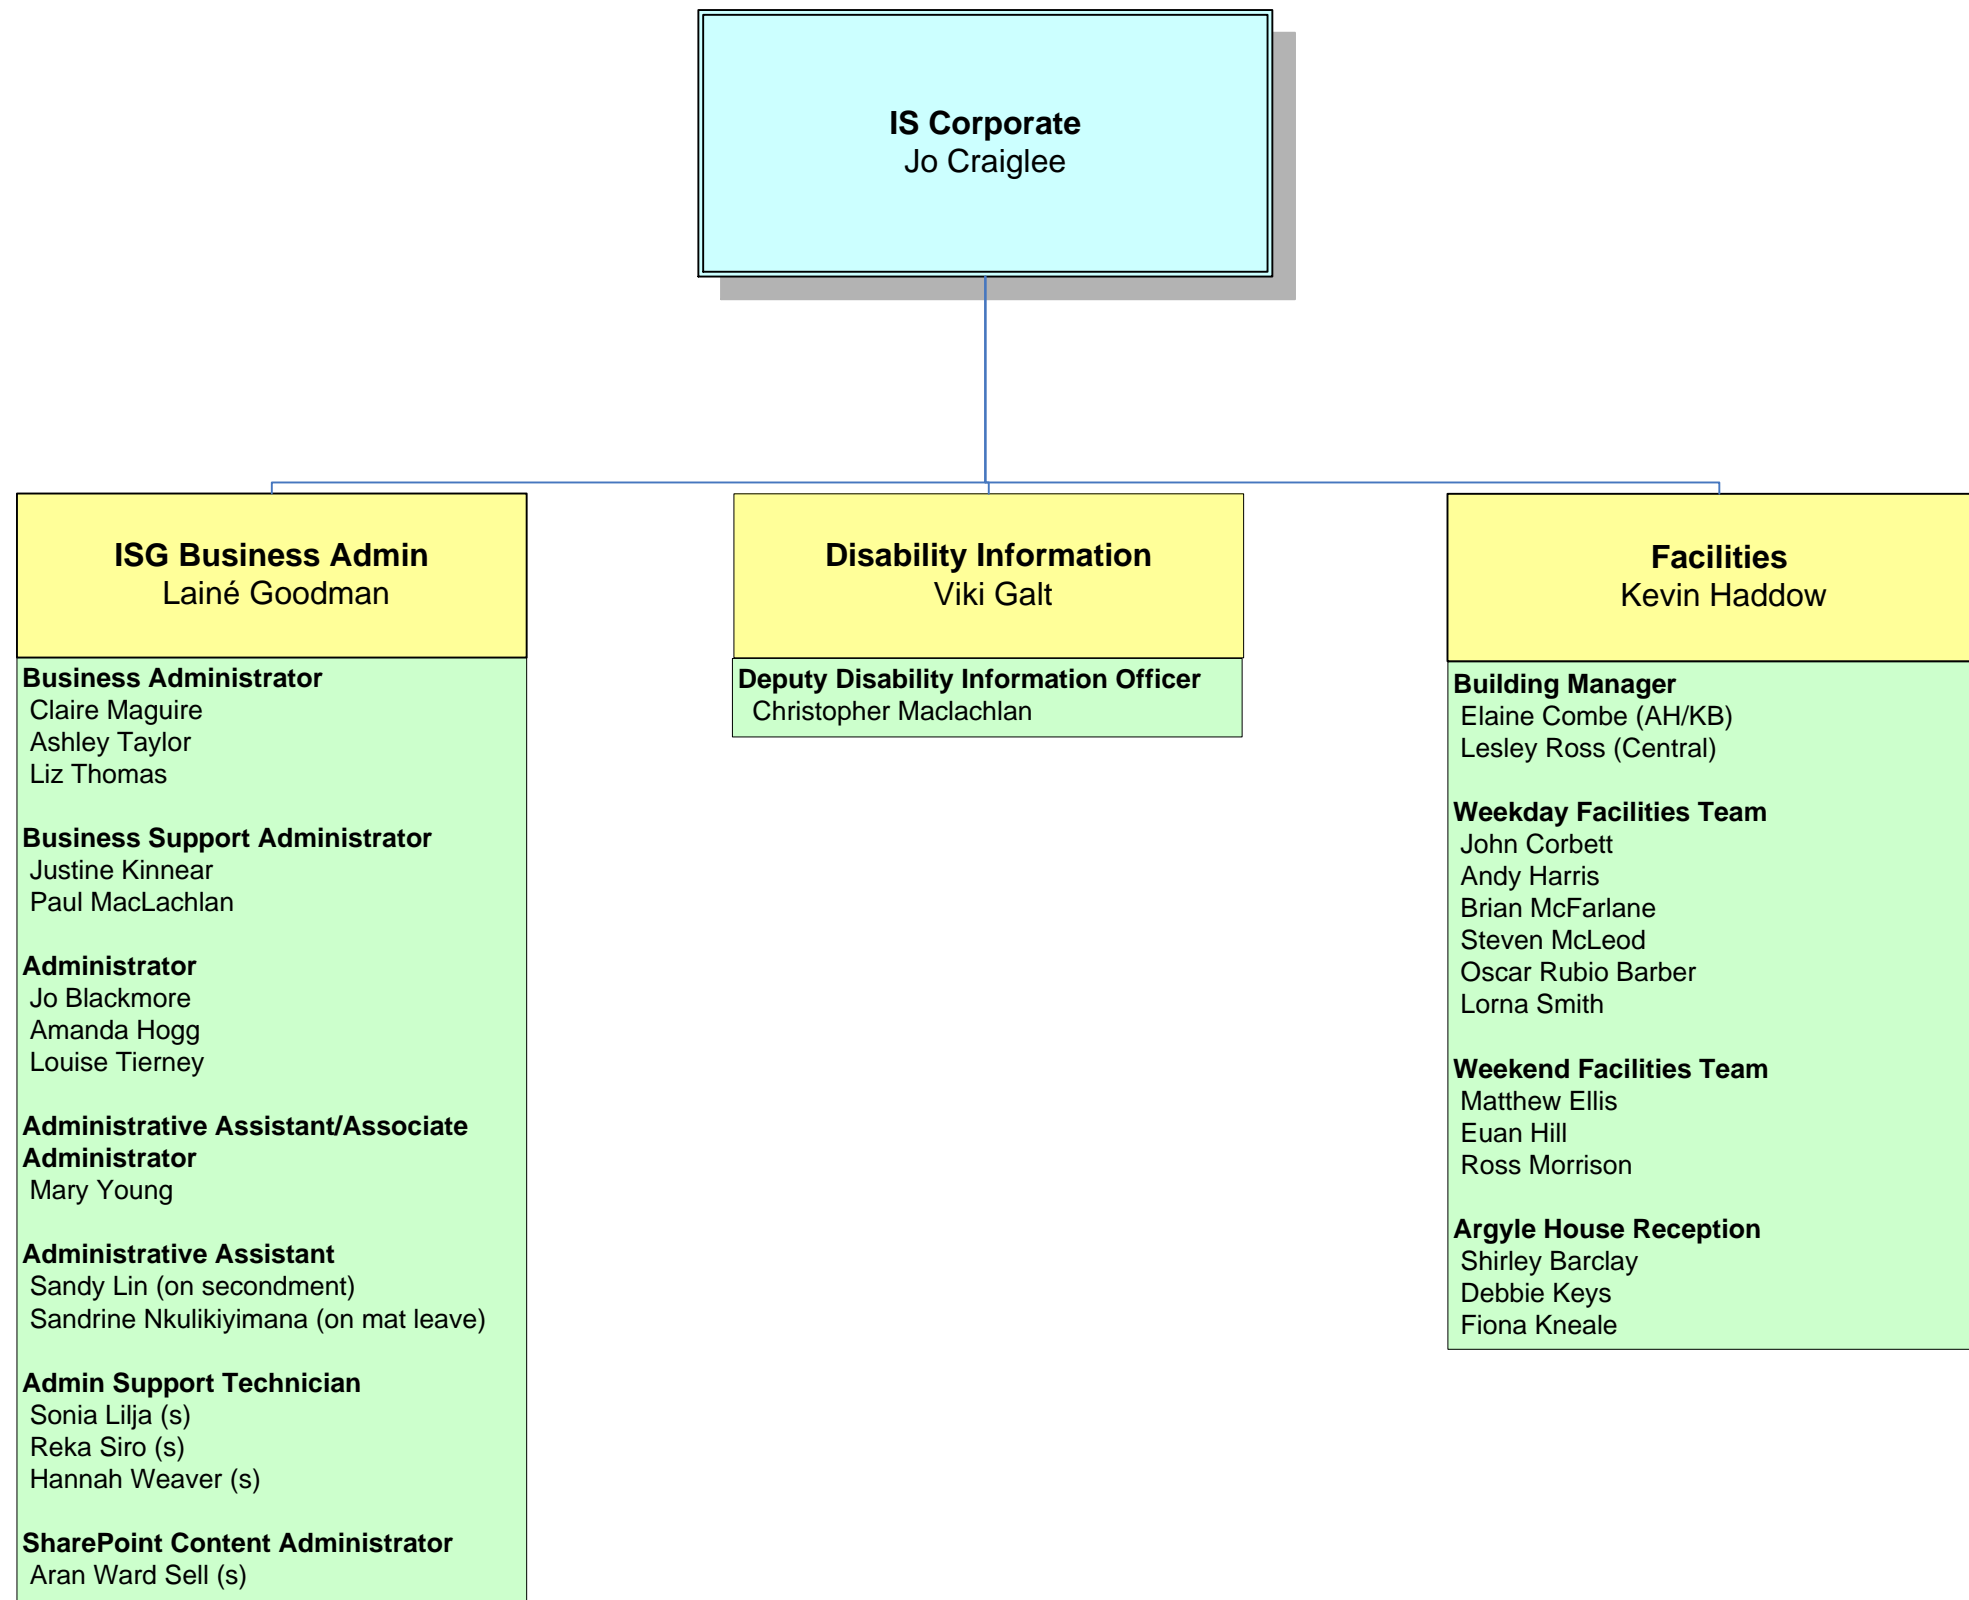 IS Corporate
Jo Craiglee
ISG Business Admin
Lainé Goodman
Business Administrator
Claire Maguire
Ashley Taylor
Liz Thomas
Business Support Administrator
Justine Kinnear
Paul MacLachlan
Administrator
Jo Blackmore
Amanda Hogg
Louise Tierney
Administrative Assistant/Associate
Administrator
Mary Young
Administrative Assistant
Sandy Lin (on secondment)
Sandrine Nkulikiyimana (on mat leave)
Admin Support Technician
Sonia Lilja (s)
Reka Siro (s)
Hannah Weaver (s)
SharePoint Content Administrator
Aran Ward Sell (s)
Disability Information
Viki Galt
Deputy Disability Information Officer
Christopher Maclachlan
Facilities
Kevin Haddow
Building Manager
Elaine Combe (AH/KB)
Lesley Ross (Central)
Weekday Facilities Team
John Corbett
Andy Harris
Brian McFarlane
Steven McLeod
Oscar Rubio Barber
Lorna Smith
Weekend Facilities Team
Matthew Ellis
Euan Hill
Ross Morrison
Argyle House Reception
Shirley Barclay
Debbie Keys
Fiona Kneale